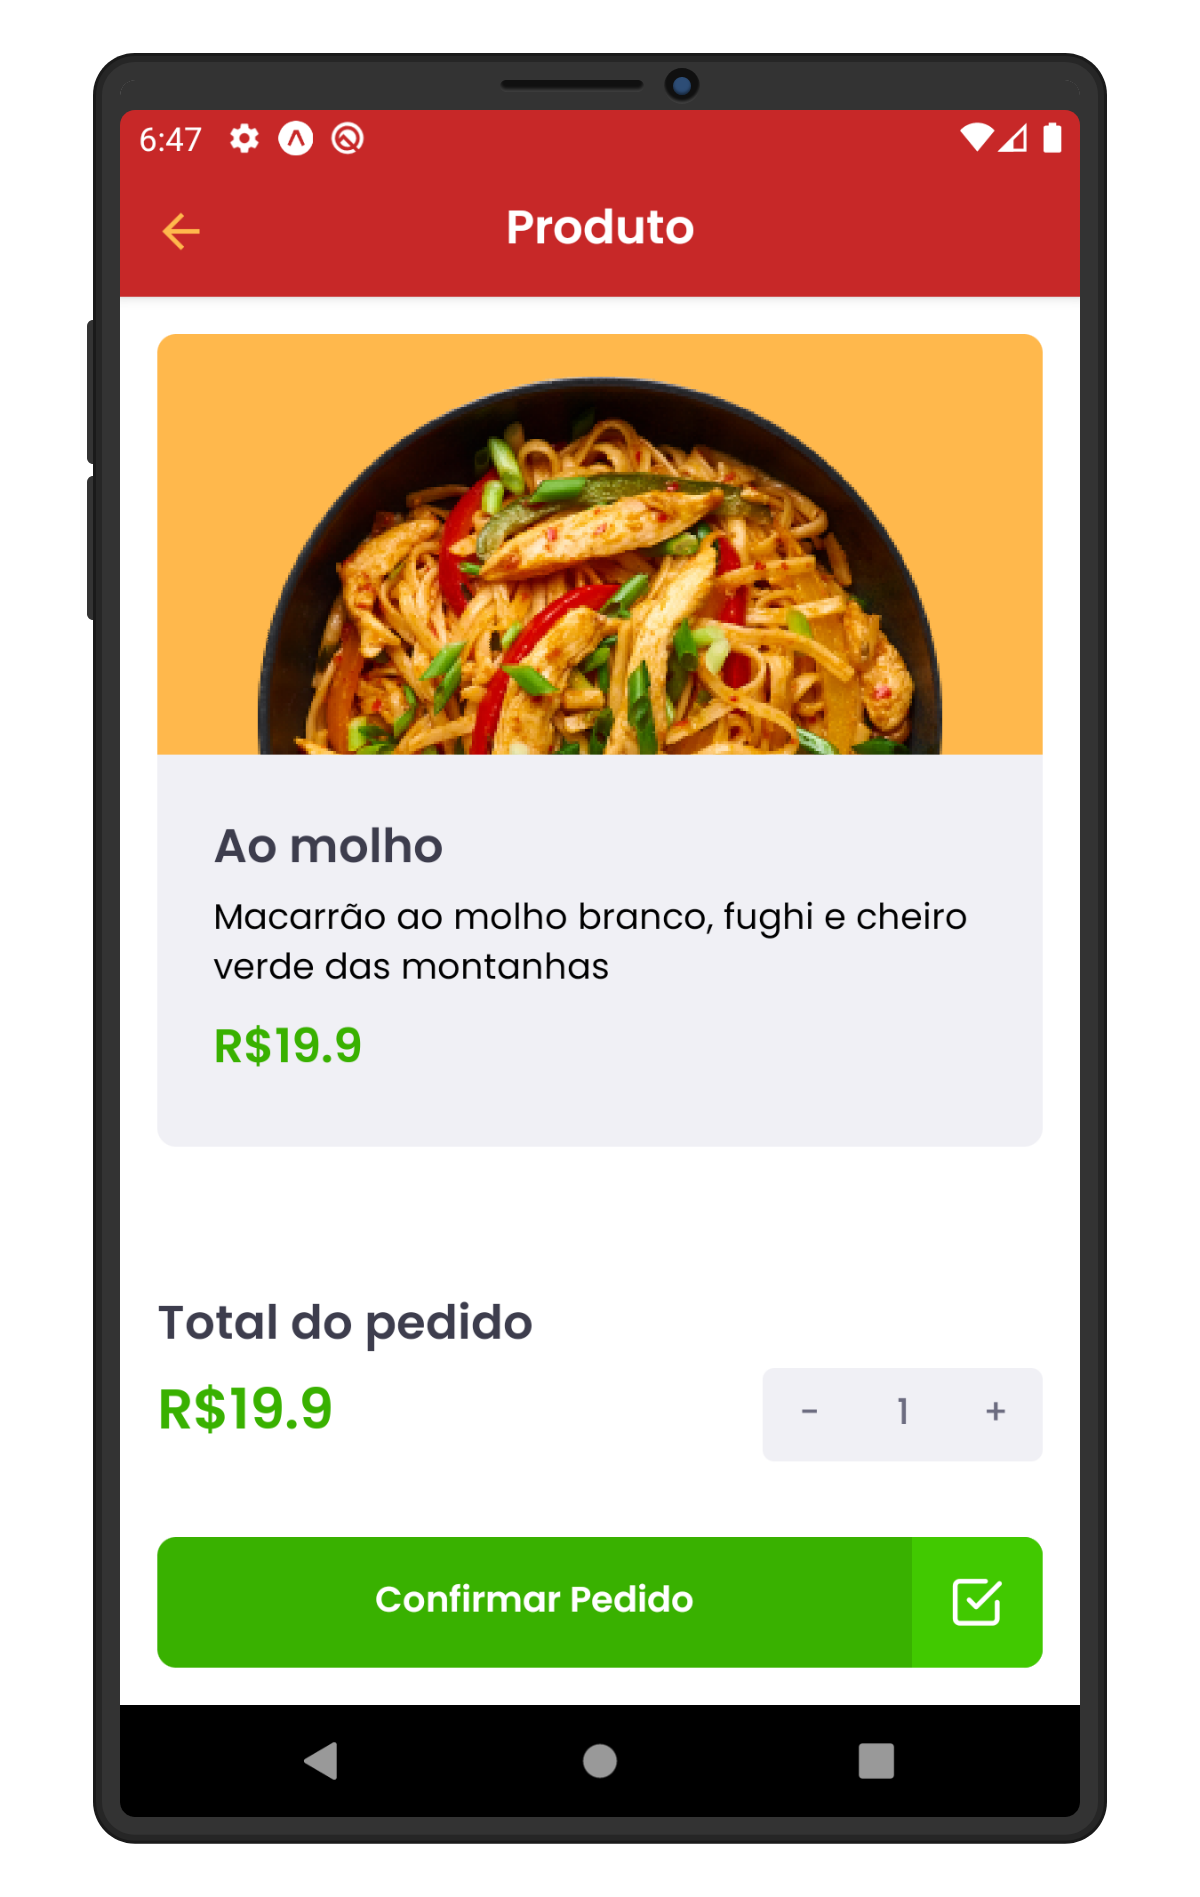 6:47
Produto
Ao molho
Macarrão ao molho branco, fughi e cheiro
verde das montanhas
R$19.9
Total do pedido
R$19.9
- 1 +
Confirmar Pedido